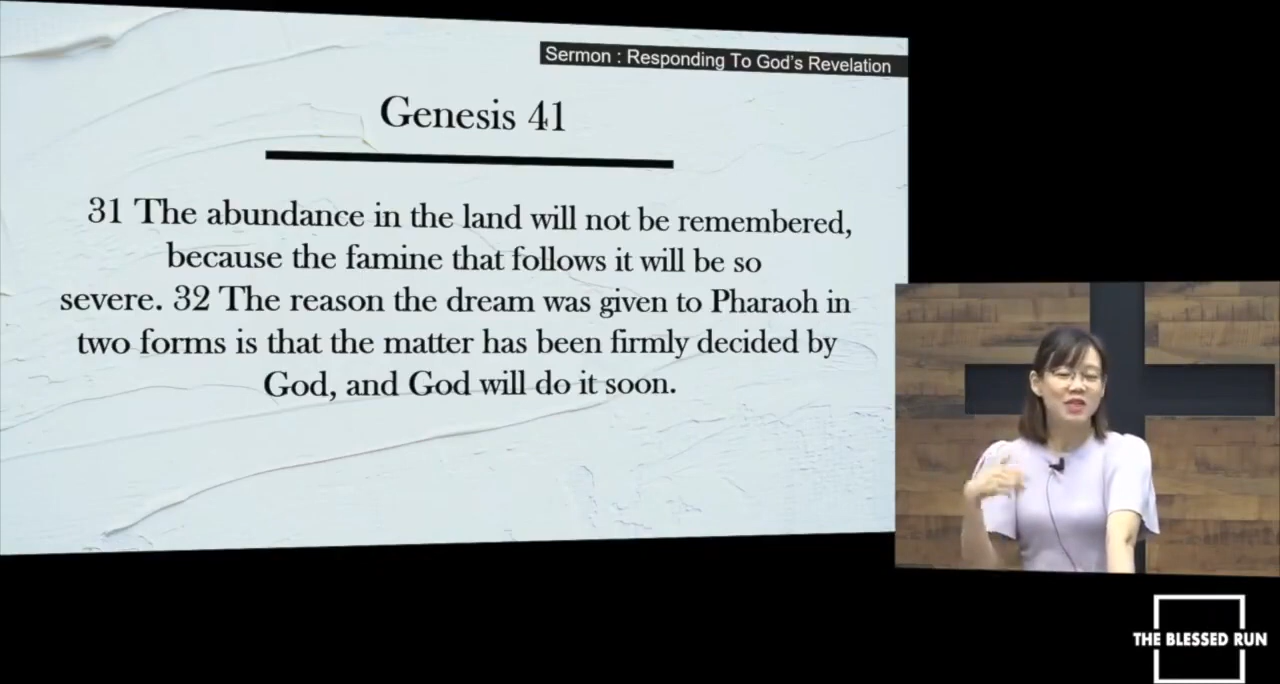 Sermon : Responding To God's Revelation
Genesis 41
31 The abundance in the land will not be remembered,
because the famine that follows it will be so
severe. 32 The reason the dream was given to Pharaoh in
two forms is that the matter has been firmly decided by
God, and God will do it soon.
THE BLESSED RUN